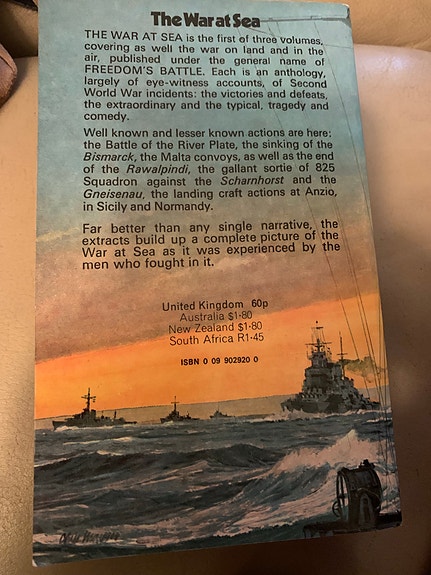 The War at Sea
THE WAR AT SEA is the first of three volumes,
covering as well the war on land and in the
air, published under the general name of
FREEDOM'S BATTLE. Each is an anthology,
largely of eye-witness accounts, of Second
World War incidents: the victories and defeats,
the extraordinary and the typical, tragedy and
comedy.
Well known and lesser known actions are here;
the Battle of the River Plate, the sinking of the
Bismarck, the Malta convoys, as well as the end
of the Rawalpindi, the gallant sortie of 825
Squadron against the Scharnhorst and the
Gneisenau, the landing craft actions at Anzio,
in Sicily and Normandy.
Far better than any single narrative, the
extracts build up a complete picture of the
War at Sea as it was experienced by the
men who fought in it.
United Kingdom 60p
Australia $1·80
New Zealand $1·80
South Africa R1·45
ISBN 0 09 902920 0